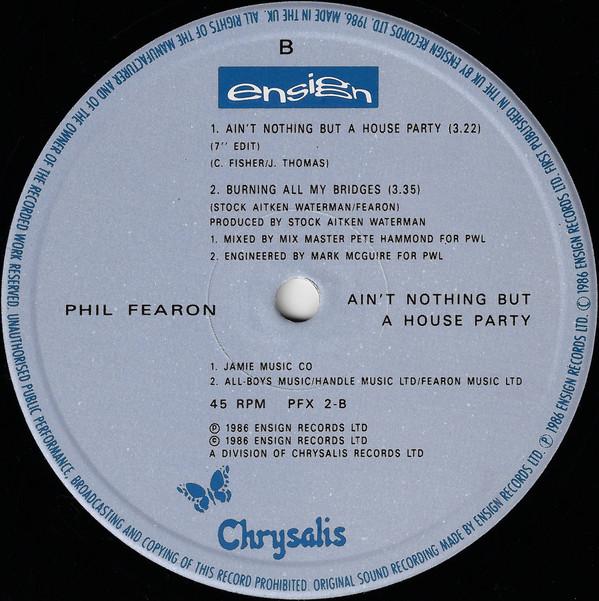 B
ensign
1. AIN'T NOTHING BUT A HOUSE PARTY (3.22)
(7" EDIT)
(C. FISHER/J. THOMAS)
2. BURNING ALL MY BRIDGES (3.35)
(STOCK AITKEN WATERMAN/FEARON)
PRODUCED BY STOCK AITKEN WATERMAN
1. MIXED BY MIX MASTER PETE HAMMOND FOR PWL
2. ENGINEERED BY MARK MCGUIRE FOR PWL
PHIL FEARON
AIN'T NOTHING BUT
A HOUSE PARTY
1. JAMIE MUSIC CO
2. ALL-BOYS MUSIC/HANDLE MUSIC LTD/FEARON MUSIC LTD
45 RPM PFX 2-B
℗ 1986 ENSIGN RECORDS LTD
© 1986 ENSIGN RECORDS LTD
A DIVISION OF CHRYSALIS RECORDS LTD
Chrysalis
℗ 1986 ENSIGN RECORDS LTD. © 1986 ENSIGN RECORDS LTD FIRST PUBLISHED IN THE UK BY ENSIGN RECORDS LTD. MADE IN THE UK. ALL RIGHTS OF THE MANUFACTURER AND OF THE OWNER OF THE RECORDED WORK RESERVED. UNAUTHORISED PUBLIC PERFORMANCE, BROADCASTING AND COPYING OF THIS RECORD PROHIBITED. ORIGINAL SOUND RECORDING MADE BY ENSIGN RECORDS LTD.
1986,